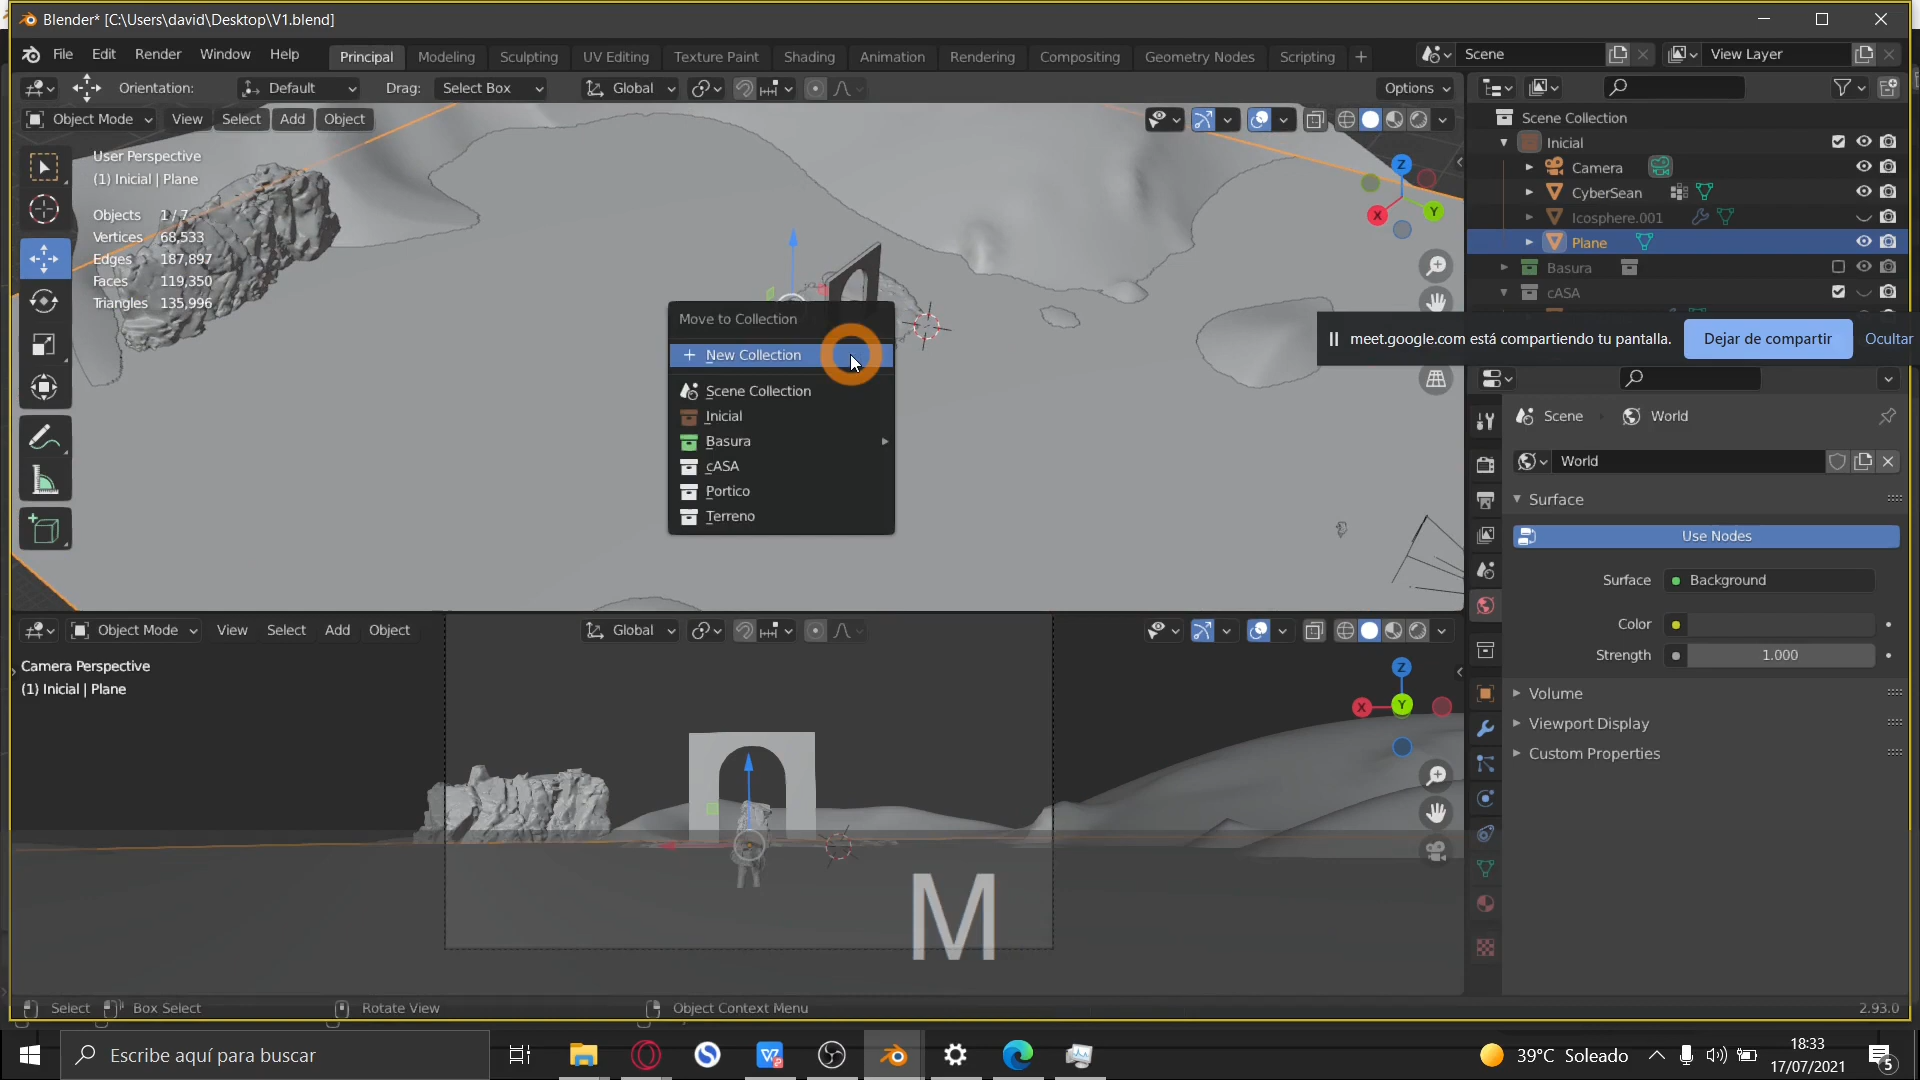 Blender* [C:\Users\david\Desktop\V1.blend]
File Edit Render Window Help Principal Modeling Sculpting UV Editing Texture Paint Shading Animation Rendering Compositing Geometry Nodes Scripting + Scene View Layer
Orientation: Default Drag: Select Box Global Options
Object Mode View Select Add Object
User Perspective
(1) Inicial | Plane
Objects 1/7
Vertices 68,533
Edges 187,897
Faces 119,350
Triangles 135,996
Z
X
Y
Move to Collection
New Collection
Scene Collection
Inicial
Basura
cASA
Portico
Terreno
Scene Collection
Inicial
Camera
CyberSean
Icosphere.001
Plane
Basura
cASA
meet.google.com está compartiendo tu pantalla. Dejar de compartir Ocultar
Scene World
World
Surface
Use Nodes
Surface Background
Color
Strength 1.000
Volume
Viewport Display
Custom Properties
Object Mode View Select Add Object Global
Camera Perspective
(1) Inicial | Plane
Z
X
Y
M
Select Box Select Rotate View Object Context Menu 2.93.0
Escribe aquí para buscar
39°C Soleado
18:33
17/07/2021
5